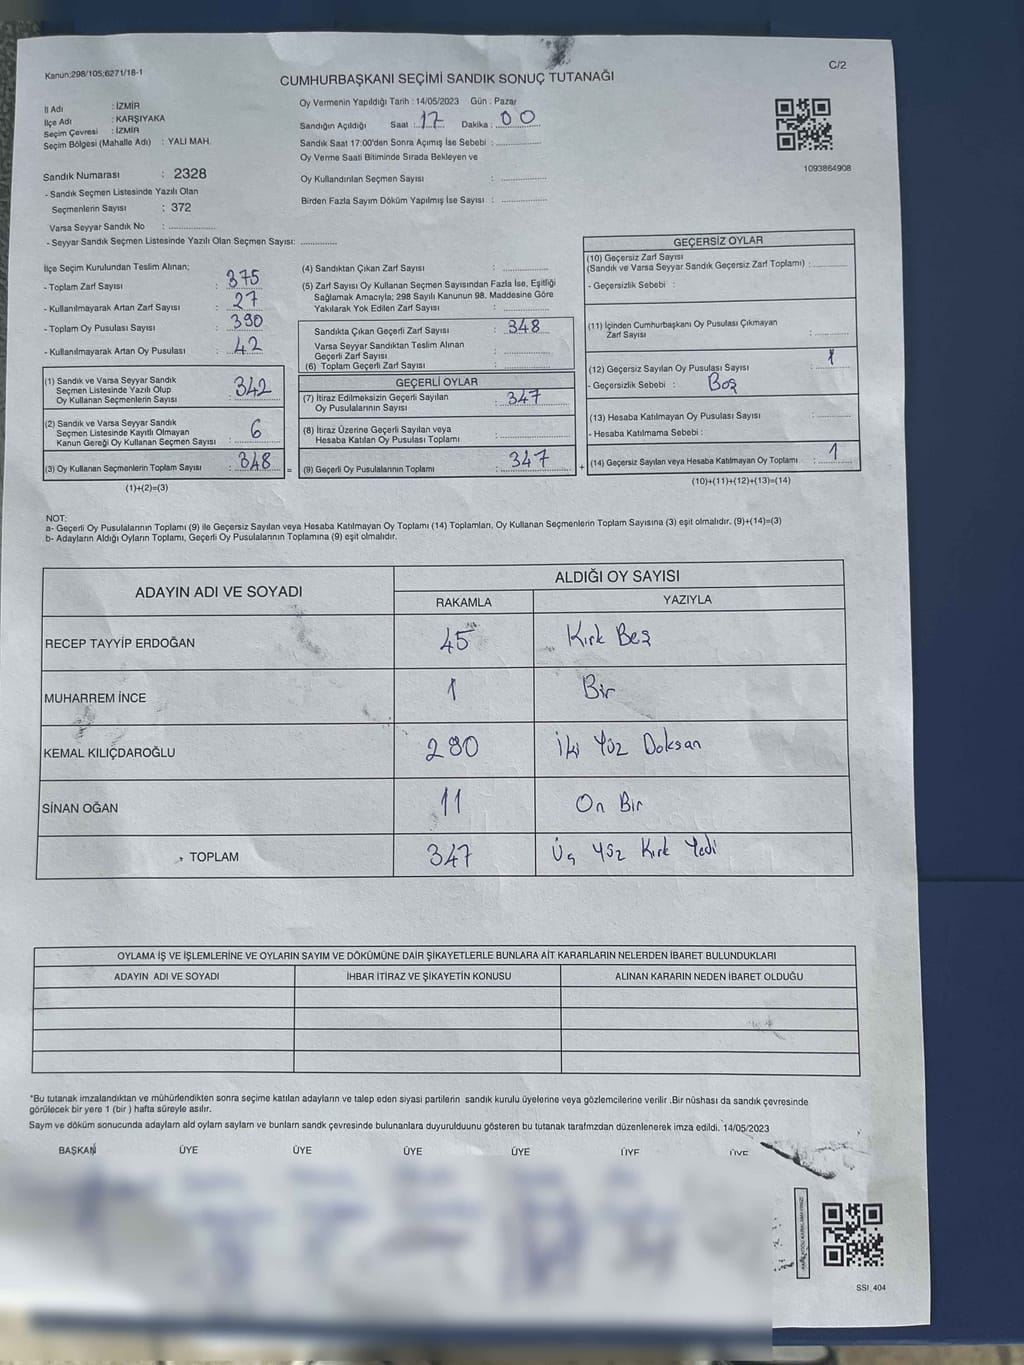 Kanun:298/105;6271/18-1
C/2
CUMHURBAŞKANI SEÇİMİ SANDIK SONUÇ TUTANAĞI
İl Adı : İZMİR
İlçe Adı : KARŞIYAKA
Seçim Çevresi : İZMİR
Seçim Bölgesi (Mahalle Adı) : YALI MAH.
Sandık Numarası : 2328
- Sandık Seçmen Listesinde Yazılı Olan
Seçmenlerin Sayısı : 372
Varsa Seyyar Sandık No : ................
- Seyyar Sandık Seçmen Listesinde Yazılı Olan Seçmen Sayısı: ............
Oy Vermenin Yapıldığı Tarih : 14/05/2023 Gün : Pazar
Sandığın Açıldığı Saat : 17 Dakika : 00
Sandık Saat 17:00'den Sonra Açımış İse Sebebi : ...............
Oy Verme Saati Bitiminde Sırada Bekleyen ve
Oy Kullandırılan Seçmen Sayısı : ...............
Birden Fazla Sayım Döküm Yapılmış İse Sayısı : ...............
1093864908
İlçe Seçim Kurulundan Teslim Alınan;
- Toplam Zarf Sayısı : 375
- Kullanılmayarak Artan Zarf Sayısı : 27
- Toplam Oy Pusulası Sayısı : 390
- Kullanılmayarak Artan Oy Pusulası : 42
(1) Sandık ve Varsa Seyyar Sandık
Seçmen Listesinde Yazılı Olup
Oy Kullanan Seçmenlerin Sayısı : 342
(2) Sandık ve Varsa Seyyar Sandık
Seçmen Listesinde Kayıtlı Olmayan
Kanun Gereği Oy Kullanan Seçmen Sayısı : 6
(3) Oy Kullanan Seçmenlerin Toplam Sayısı : 348 =
(1)+(2)=(3)
(4) Sandıktan Çıkan Zarf Sayısı : ...............
(5) Zarf Sayısı Oy Kullanan Seçmen Sayısından Fazla İse, Eşitliği
Sağlamak Amacıyla; 298 Sayılı Kanunun 98. Maddesine Göre
Yakılarak Yok Edilen Zarf Sayısı : ...............
Sandıkta Çıkan Geçerli Zarf Sayısı : 348
Varsa Seyyar Sandıktan Teslim Alınan
Geçerli Zarf Sayısı : ...............
(6) Toplam Geçerli Zarf Sayısı : ...............
GEÇERLİ OYLAR
(7) İtiraz Edilmeksizin Geçerli Sayılan
Oy Pusulalarının Sayısı : 347
(8) İtiraz Üzerine Geçerli Sayılan veya
Hesaba Katılan Oy Pusulası Toplamı : ...............
(9) Geçerli Oy Pusulalarının Toplamı : 347 +
GEÇERSİZ OYLAR
(10) Geçersiz Zarf Sayısı
(Sandık ve Varsa Seyyar Sandık Geçersiz Zarf Toplamı) : ............
- Geçersizlik Sebebi :
(11) İçinden Cumhurbaşkanı Oy Pusulası Çıkmayan
Zarf Sayısı : ............
(12) Geçersiz Sayılan Oy Pusulası Sayısı : 1
- Geçersizlik Sebebi : Boş
(13) Hesaba Katılmayan Oy Pusulası Sayısı : ............
- Hesaba Katılmama Sebebi :
(14) Geçersiz Sayılan veya Hesaba Katılmayan Oy Toplamı : 1
(10)+(11)+(12)+(13)=(14)
NOT:
a- Geçerli Oy Pusulalarının Toplamı (9) ile Geçersiz Sayılan veya Hesaba Katılmayan Oy Toplamı (14) Toplamları, Oy Kullanan Seçmenlerin Toplam Sayısına (3) eşit olmalıdır. (9)+(14)=(3)
b- Adayların Aldığı Oyların Toplamı, Geçerli Oy Pusulalarının Toplamına (9) eşit olmalıdır.
ADAYIN ADI VE SOYADI ALDIĞI OY SAYISI
RAKAMLA YAZIYLA
RECEP TAYYİP ERDOĞAN 45 Kırk Beş
MUHARREM İNCE 1 Bir
KEMAL KILIÇDAROĞLU 290 İki Yüz Doksan
SİNAN OĞAN 11 On Bir
TOPLAM 347 Üç Yüz Kırk Yedi
OYLAMA İŞ VE İŞLEMLERİNE VE OYLARIN SAYIM VE DÖKÜMÜNE DAİR ŞİKAYETLERLE BUNLARA AİT KARARLARIN NELERDEN İBARET BULUNDUKLARI
ADAYIN ADI VE SOYADI İHBAR İTİRAZ VE ŞİKAYETİN KONUSU ALINAN KARARIN NEDEN İBARET OLDUĞU
*Bu tutanak imzalandıktan ve mühürlendikten sonra seçime katılan adayların ve talep eden siyasi partilerin sandık kurulu üyelerine veya gözlemcilerine verilir .Bir nüshası da sandık çevresinde
görülecek bir yere 1 (bir ) hafta süreyle asılır.
Sayım ve döküm sonucunda adayların ald oyların sayları ve bunların sandk çevresinde bulunanlara duyurulduunu gösteren bu tutanak tarafmzdan düzenlenerek imza edildi. 14/05/2023
BAŞKAN ÜYE ÜYE ÜYE ÜYE ÜYE ÜYE
SSI_404